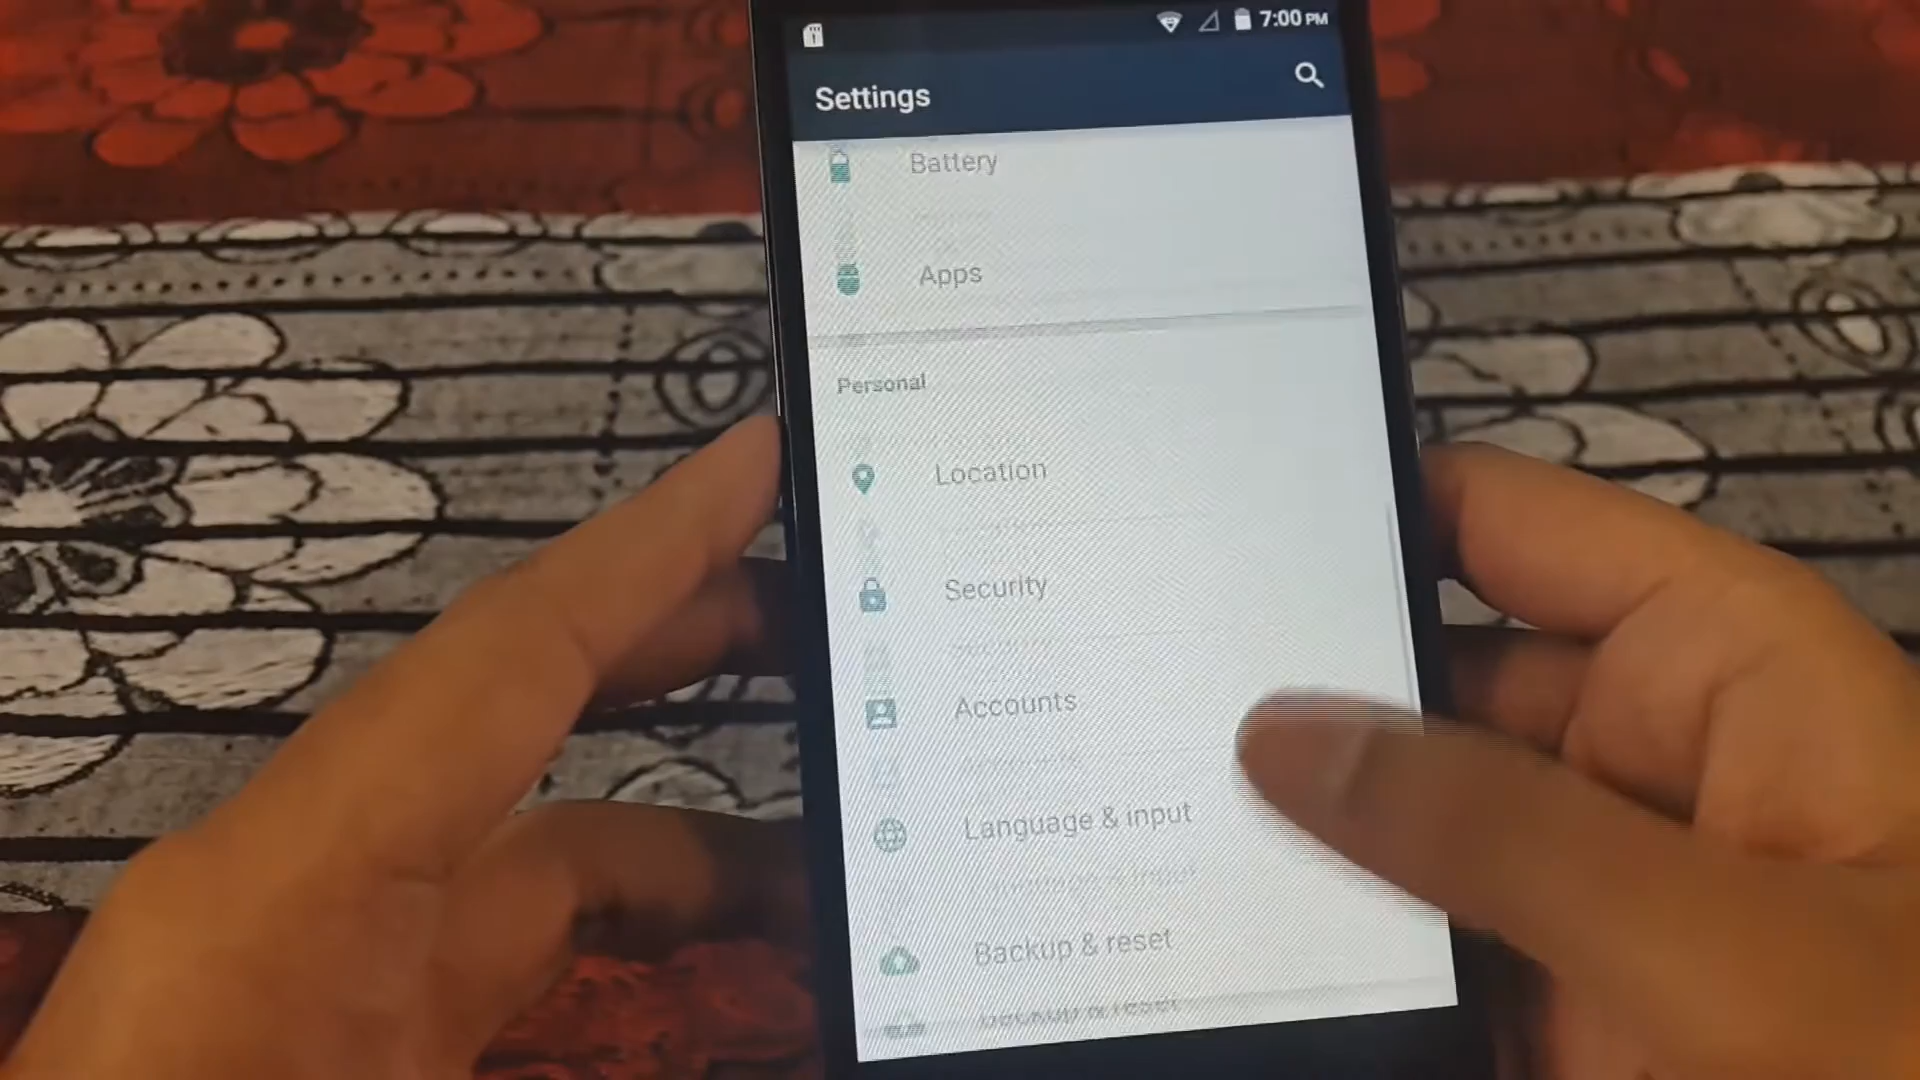 7:00 PM
Settings
Battery
Apps
Personal
Location
Security
Accounts
Language & input
Backup & reset